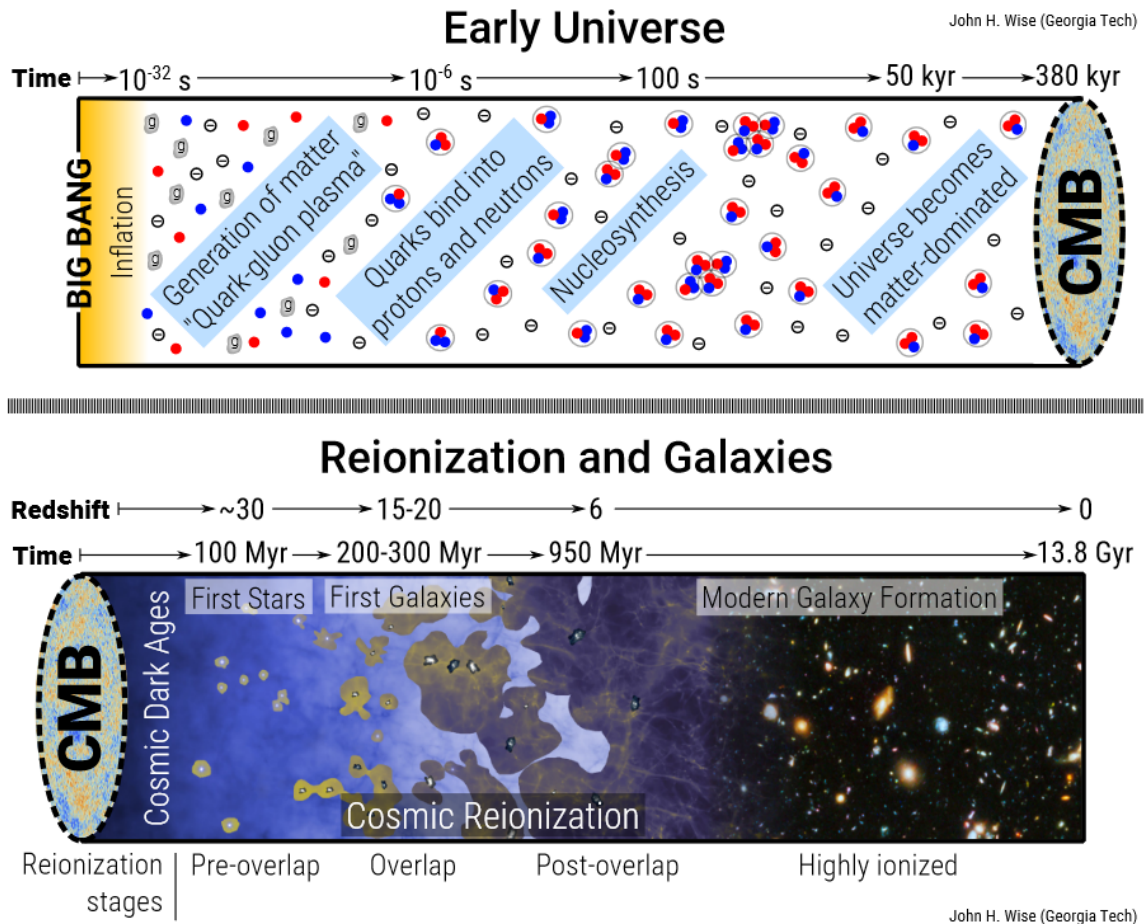 Early Universe
John H. Wise (Georgia Tech)
Time 10⁻³² s 10⁻⁶ s 100 s 50 kyr 380 kyr
BIG BANG
Inflation
Generation of matter
"Quark-gluon plasma"
Quarks bind into
protons and neutrons
Nucleosynthesis
Universe becomes
matter-dominated
CMB
g
g
g
g
g
g
g
g
g
g
Reionization and Galaxies
Redshift ~30 15-20 6 0
Time 100 Myr 200-300 Myr 950 Myr 13.8 Gyr
CMB
Cosmic Dark Ages
First Stars First Galaxies Modern Galaxy Formation
Cosmic Reionization
Reionization
stages
Pre-overlap Overlap Post-overlap Highly ionized
John H. Wise (Georgia Tech)